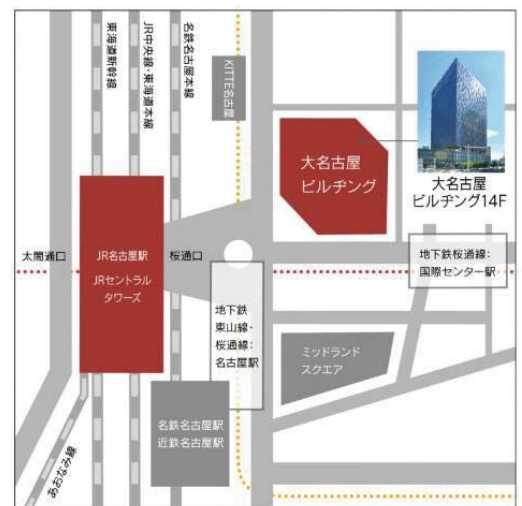 東海道新幹線
JR中央線・東海道本線
名鉄名古屋本線
KITTE名古屋
大名古屋
ビルヂング
大名古屋
ビルヂング14F
太閤通口
JR名古屋駅
JRセントラル
タワーズ
桜通口
地下鉄桜通線:
国際センター駅
地下鉄
東山線・
桜通線:
名古屋駅
ミッドランド
スクエア
名鉄名古屋駅
近鉄名古屋駅
あおなみ線